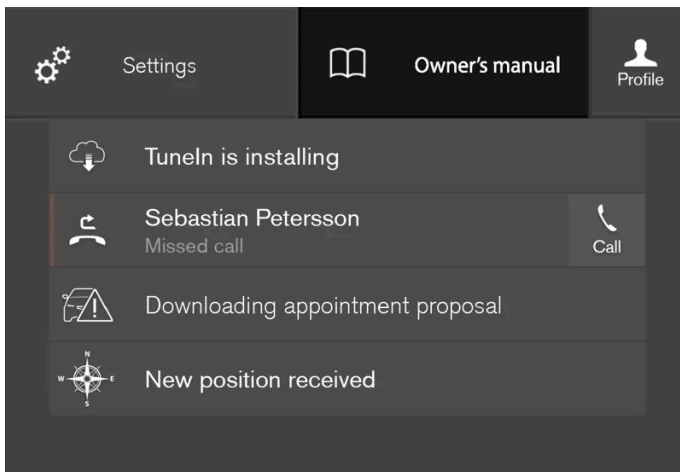 Settings
Owner's manual
Profile
TuneIn is installing
Sebastian Petersson
Missed call
Call
Downloading appointment proposal
N
W E
S
New position received